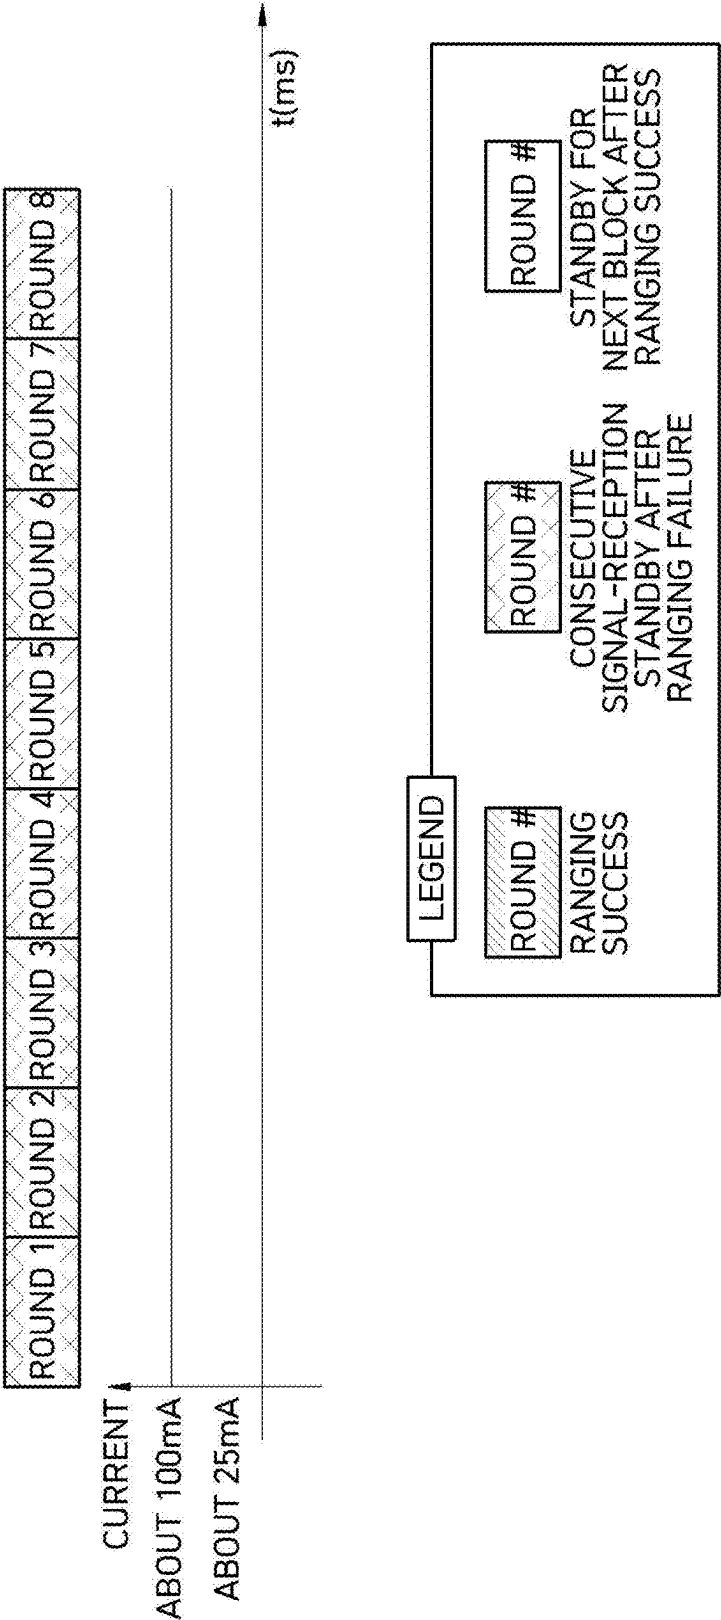 ROUND 1
ROUND 2
ROUND 3
ROUND 4
ROUND 5
ROUND 6
ROUND 7
ROUND 8
CURRENT
ABOUT 100mA
ABOUT 25mA
t(ms)
LEGEND
ROUND #
RANGING
SUCCESS
ROUND #
CONSECUTIVE
SIGNAL-RECEPTION
STANDBY AFTER
RANGING FAILURE
ROUND #
STANDBY FOR
NEXT BLOCK AFTER
RANGING SUCCESS